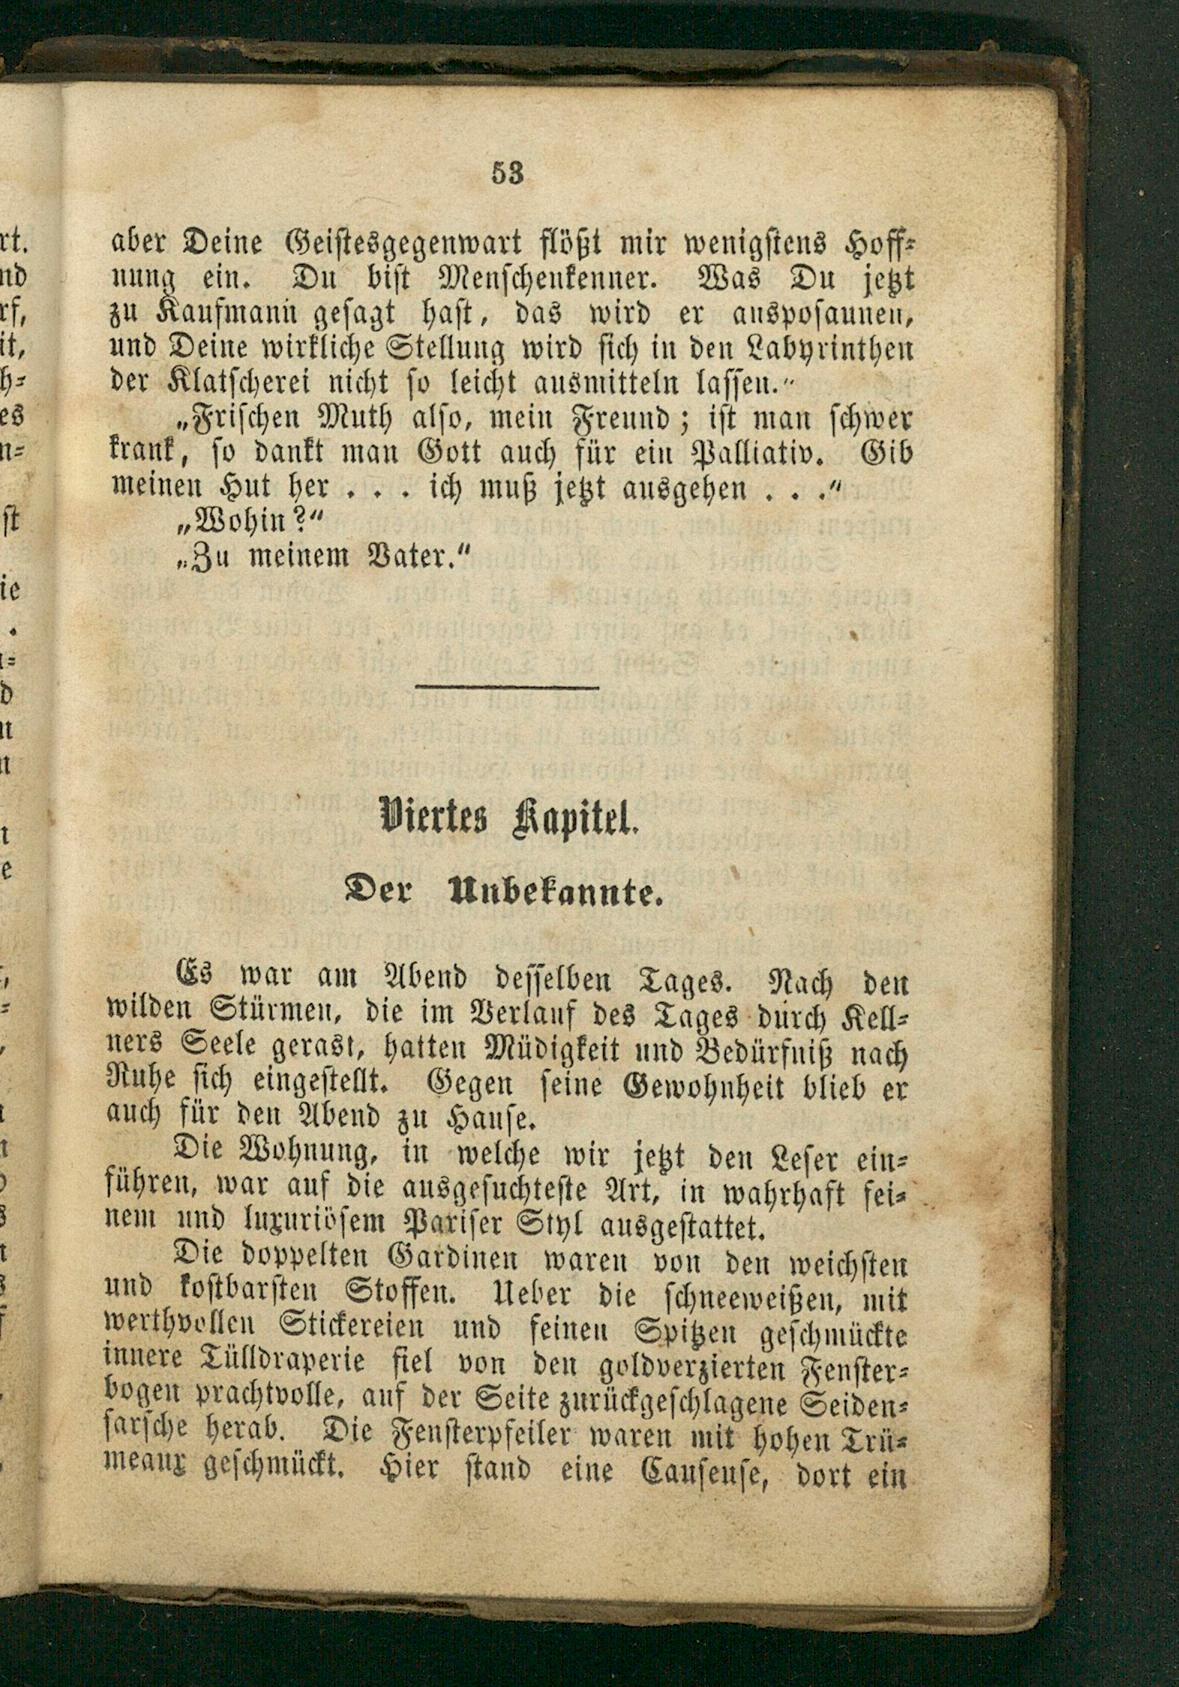 53
aber Deine Geistesgegenwart flößt mir wenigstens Hoff-
nung ein. Du bist Menschenkenner. Was Du jetzt
zu Kaufmann gesagt hast, das wird er ausposaunen,
und Deine wirkliche Stellung wird sich in den Labyrinthen
der Klatscherei nicht so leicht ausmitteln lassen.“
„Frischen Muth also, mein Freund; ist man schwer
krank, so dankt man Gott auch für ein Palliativ. Gib
meinen Hut her . . . ich muß jetzt ausgehen . . .“
„Wohin?“
„Zu meinem Vater.“
Viertes Kapitel.
Der Unbekannte.
Es war am Abend desselben Tages. Nach den
wilden Stürmen, die im Verlauf des Tages durch Kell-
ners Seele gerast, hatten Müdigkeit und Bedürfniß nach
Ruhe sich eingestellt. Gegen seine Gewohnheit blieb er
auch für den Abend zu Hause.
Die Wohnung, in welche wir jetzt den Leser ein-
führen, war auf die ausgesuchteste Art, in wahrhaft fei-
nem und luxuriösem Pariser Styl ausgestattet.
Die doppelten Gardinen waren von den weichsten
und kostbarsten Stoffen. Ueber die schneeweißen, mit
werthvollen Stickereien und feinen Spitzen geschmückte
innere Tülldraperie fiel von den goldverzierten Fenster-
bogen prachtvolle, auf der Seite zurückgeschlagene Seiden-
sarsche herab. Die Fensterpfeiler waren mit hohen Trü-
meaux geschmückt. Hier stand eine Causeuse, dort ein